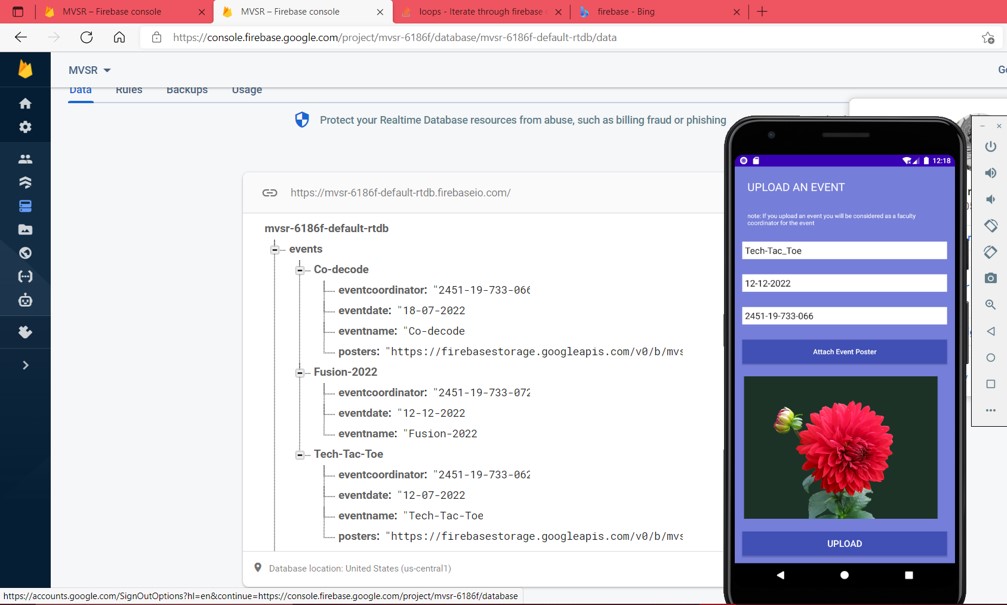 MVSR – Firebase console
MVSR – Firebase console
loops - Iterate through firebase
firebase - Bing
https://console.firebase.google.com/project/mvsr-6186f/database/mvsr-6186f-default-rtdb/data
MVSR
Go
Data Rules Backups Usage
Protect your Realtime Database resources from abuse, such as billing fraud or phishing
https://mvsr-6186f-default-rtdb.firebaseio.com/
mvsr-6186f-default-rtdb
events
Co-decode
eventcoordinator: "2451-19-733-066
eventdate: "18-07-2022
eventname: "Co-decode
posters: "https://firebasestorage.googleapis.com/v0/b/mvs
Fusion-2022
eventcoordinator: "2451-19-733-072
eventdate: "12-12-2022
eventname: "Fusion-2022
Tech-Tac-Toe
eventcoordinator: "2451-19-733-062
eventdate: "12-07-2022
eventname: "Tech-Tac-Toe
posters: "https://firebasestorage.googleapis.com/v0/b/mvs
Database location: United States (us-central1)
https://accounts.google.com/SignOutOptions?hl=en&continue=https://console.firebase.google.com/project/mvsr-6186f/database
12:18
UPLOAD AN EVENT
note: If you upload an event you will be considered as a faculty
coordinator for the event
Tech-Tac_Toe
12-12-2022
2451-19-733-066
Attach Event Poster
UPLOAD